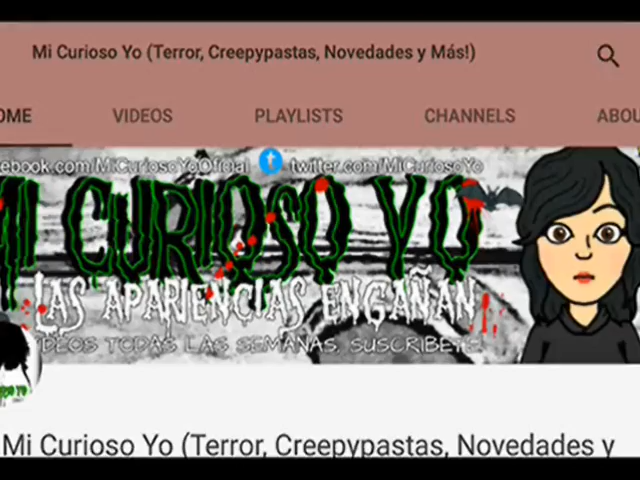 Mi Curioso Yo (Terror, Creepypastas, Novedades y Más!)
OME VIDEOS PLAYLISTS CHANNELS ABOU
ebook.com/MiCuriosoYoOficial twitter.com/MiCuriosoYo
MI CURIOSO YO
LAS APARIENCIAS ENGAÑAN
IDEOS TODAS LAS SEMANAS, SUSCRIBETE
Mi Curioso Yo (Terror, Creepypastas, Novedades y